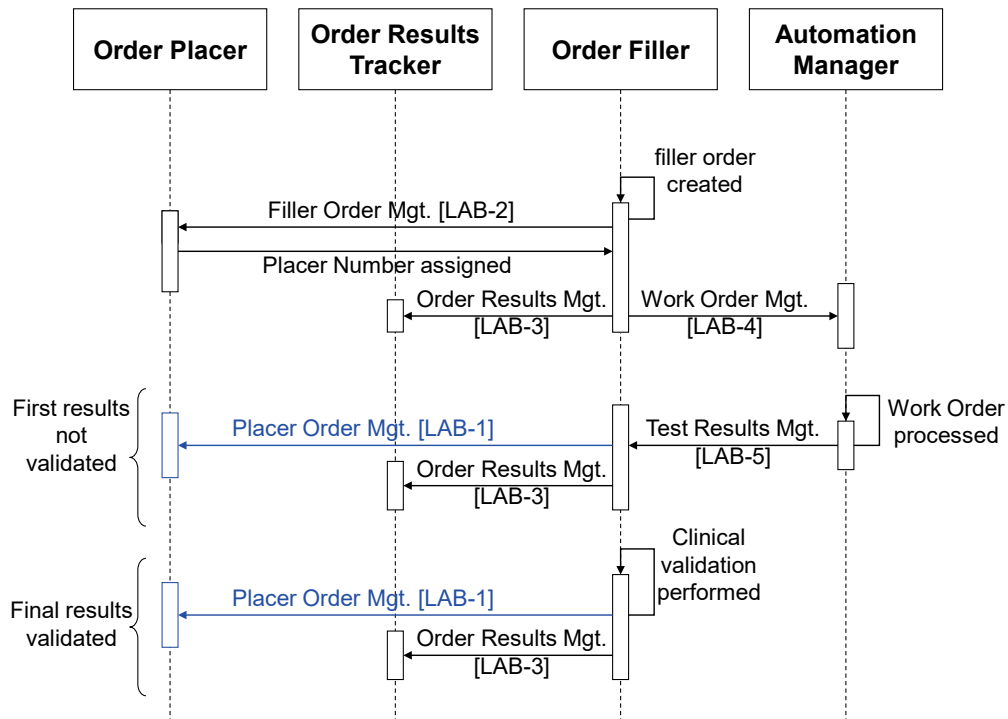 Order Placer
Order Results
Tracker
Order Filler
Automation
Manager
filler order
created
Filler Order Mgt. [LAB-2]
Placer Number assigned
Order Results Mgt.
[LAB-3]
Work Order Mgt.
[LAB-4]
First results
not
validated
Work Order
processed
Placer Order Mgt. [LAB-1]
Test Results Mgt.
[LAB-5]
Order Results Mgt.
[LAB-3]
Clinical
validation
performed
Final results
validated
Placer Order Mgt. [LAB-1]
Order Results Mgt.
[LAB-3]